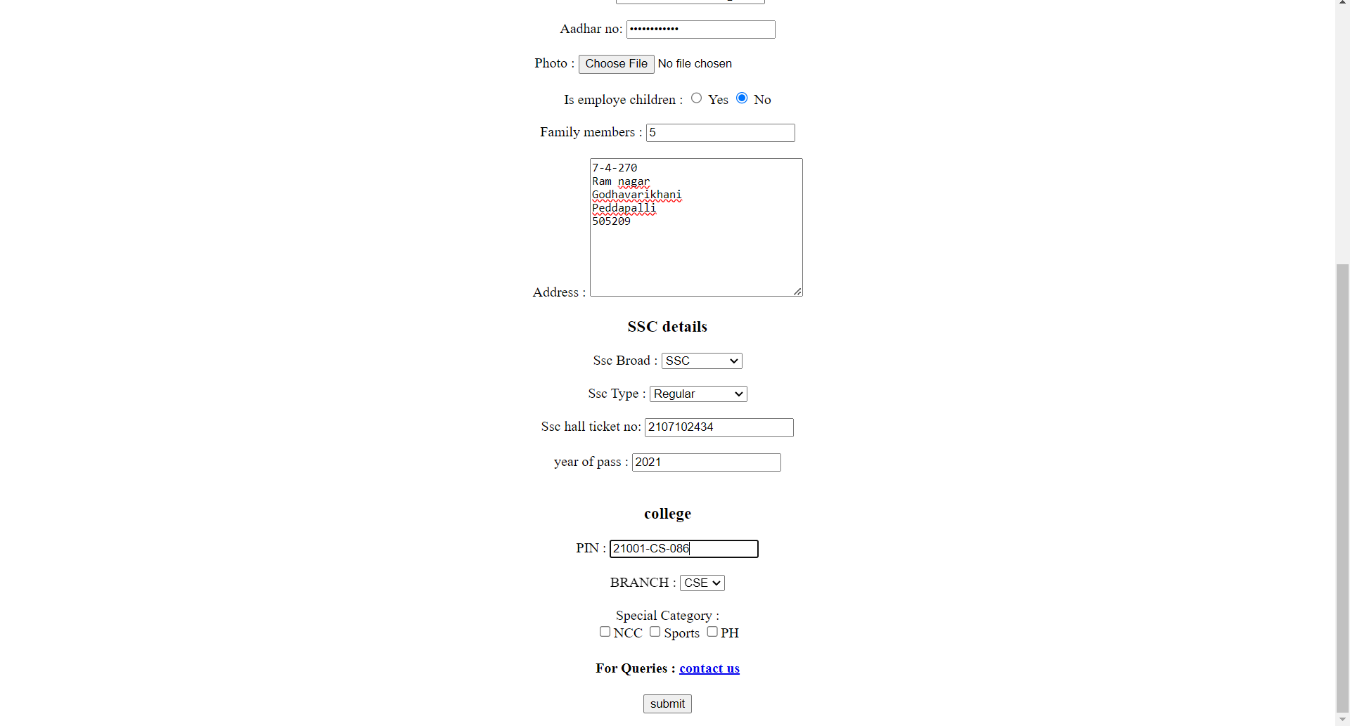 Aadhar no: ••••••••••••
Photo : Choose File No file chosen
Is employe children : Yes No
Family members : 5
7-4-270
Ram nagar
Godhavarikhani
Peddapalli
505209
Address :
SSC details
Ssc Broad : SSC
Ssc Type : Regular
Ssc hall ticket no: 2107102434
year of pass : 2021
college
PIN : 21001-CS-086
BRANCH : CSE
Special Category :
NCC Sports PH
For Queries : contact us
submit